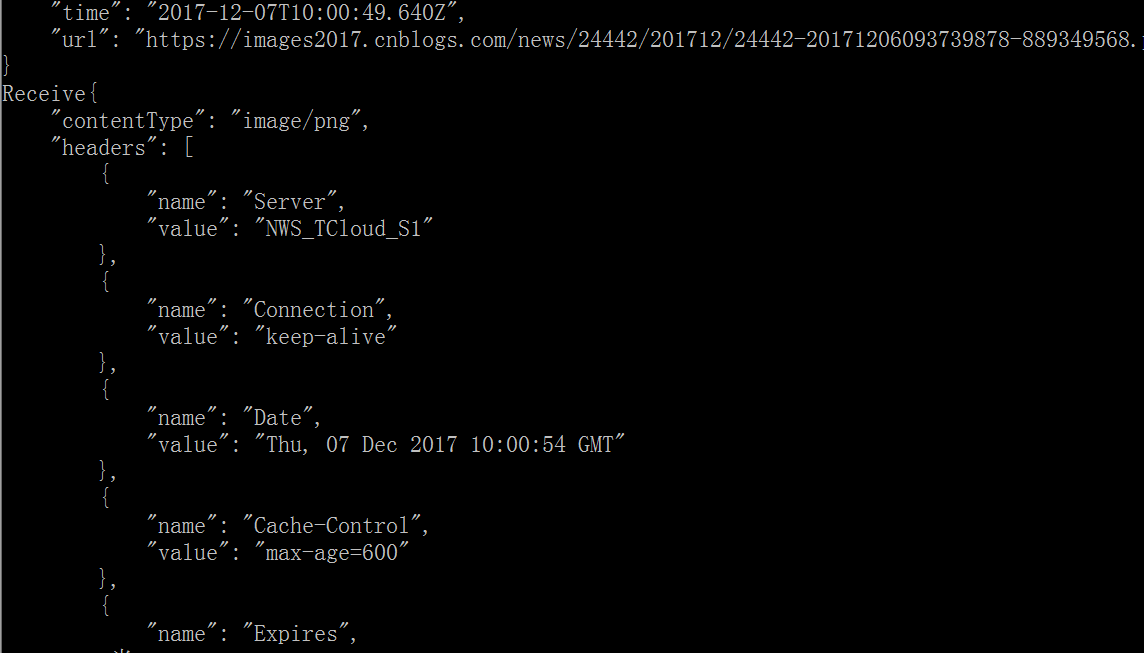 "time": "2017-12-07T10:00:49.640Z",
"url": "https://images2017.cnblogs.com/news/24442/201712/24442-20171206093739878-889349568.
}
Receive{
"contentType": "image/png",
"headers": [
{
"name": "Server",
"value": "NWS_TCloud_S1"
},
{
"name": "Connection",
"value": "keep-alive"
},
{
"name": "Date",
"value": "Thu, 07 Dec 2017 10:00:54 GMT"
},
{
"name": "Cache-Control",
"value": "max-age=600"
},
{
"name": "Expires",